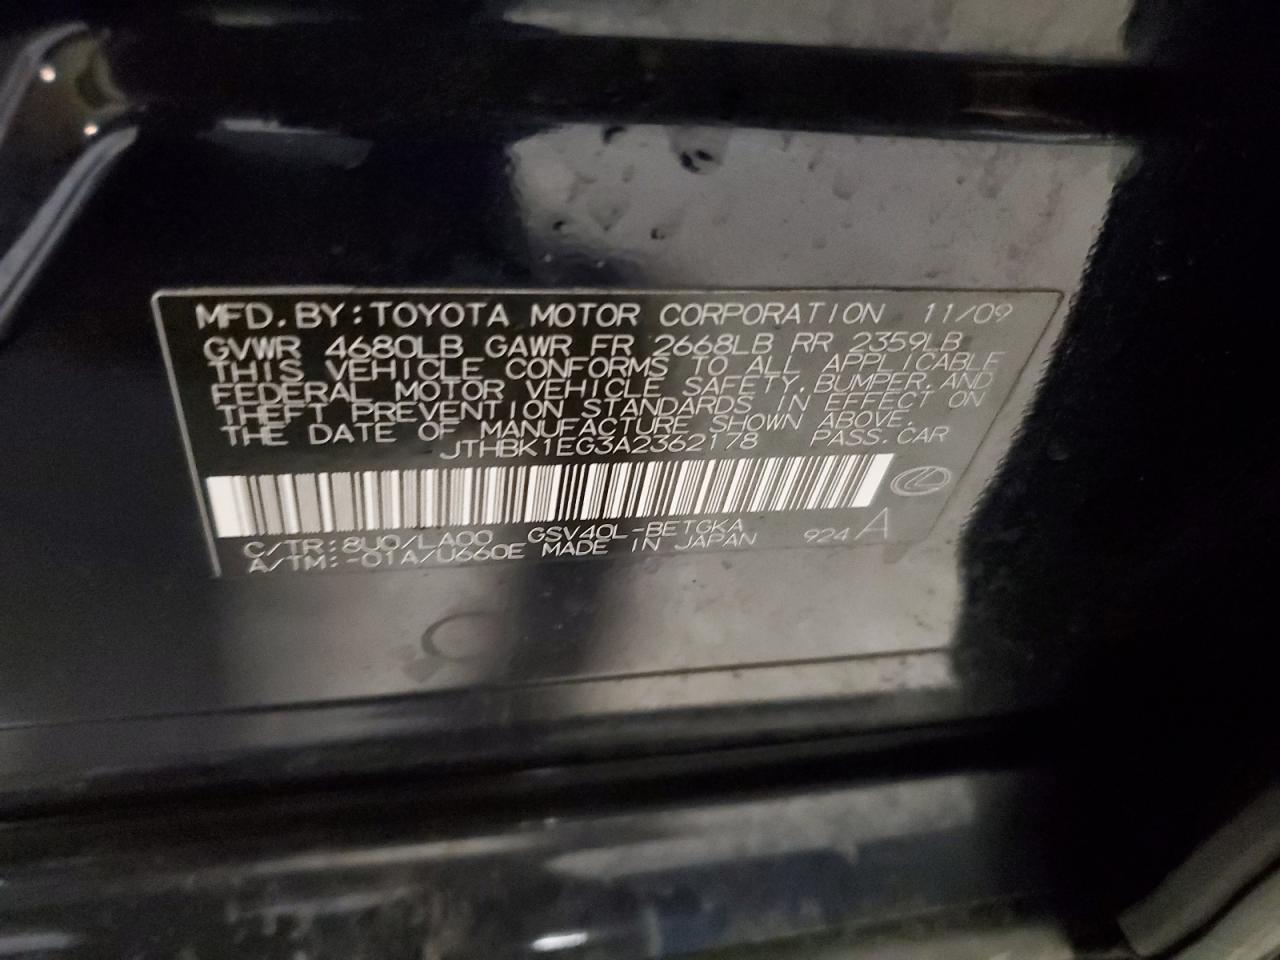 MFD. BY: TOYOTA MOTOR CORPORATION 11/09
GVWR 4680LB GAWR FR 2668LB RR 2359LB
THIS VEHICLE CONFORMS TO ALL APPLICABLE
FEDERAL MOTOR VEHICLE SAFETY, BUMPER, AND
THEFT PREVENTION STANDARDS IN EFFECT ON
THE DATE OF MANUFACTURE SHOWN ABOVE.
JTHBK1EG3A2362178 PASS. CAR
C/TR: 8U0/LA00 GSV40L-BETGKA
A/TM: -01A/U660E MADE IN JAPAN 924 A